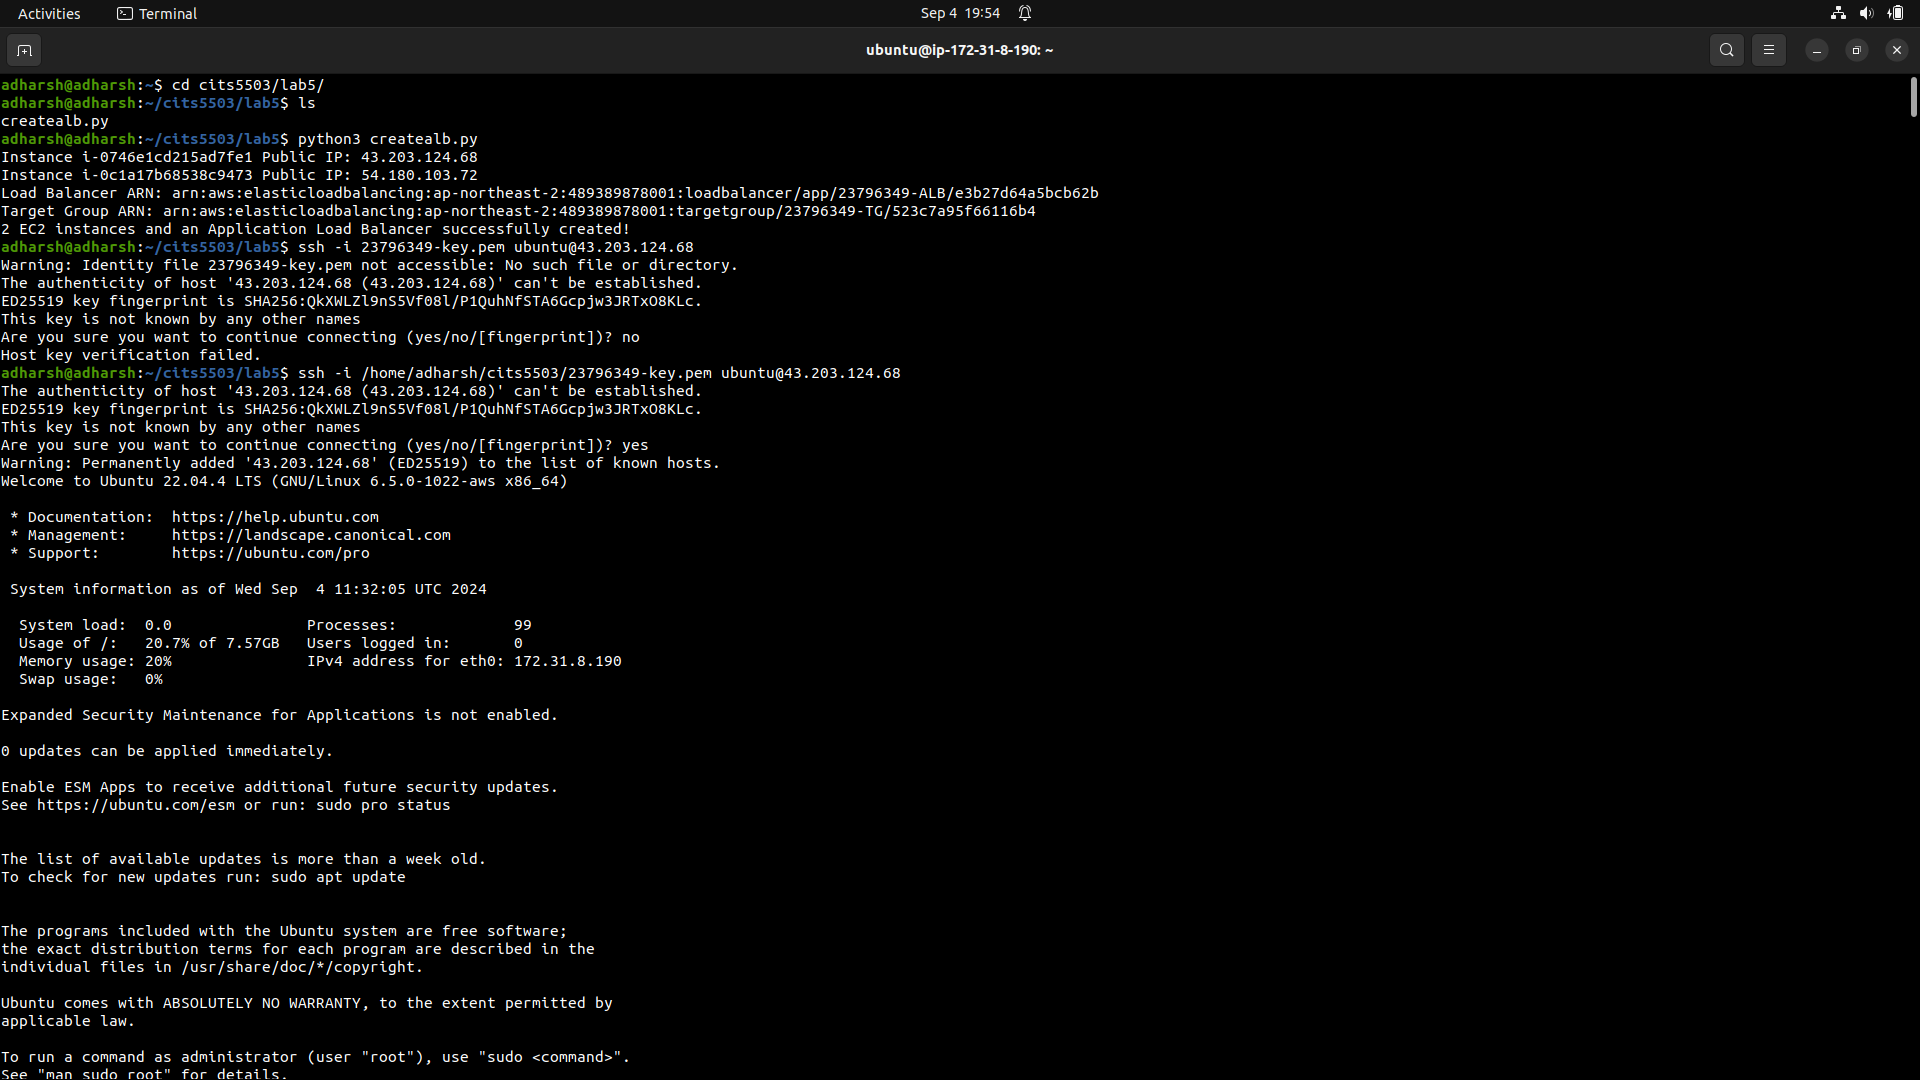 Activities Terminal Sep 4 19:54
ubuntu@ip-172-31-8-190: ~
adharsh@adharsh:~$ cd cits5503/lab5/
adharsh@adharsh:~/cits5503/lab5$ ls
createalb.py
adharsh@adharsh:~/cits5503/lab5$ python3 createalb.py
Instance i-0746e1cd215ad7fe1 Public IP: 43.203.124.68
Instance i-0c1a17b68538c9473 Public IP: 54.180.103.72
Load Balancer ARN: arn:aws:elasticloadbalancing:ap-northeast-2:489389878001:loadbalancer/app/23796349-ALB/e3b27d64a5bcb62b
Target Group ARN: arn:aws:elasticloadbalancing:ap-northeast-2:489389878001:targetgroup/23796349-TG/523c7a95f66116b4
2 EC2 instances and an Application Load Balancer successfully created!
adharsh@adharsh:~/cits5503/lab5$ ssh -i 23796349-key.pem ubuntu@43.203.124.68
Warning: Identity file 23796349-key.pem not accessible: No such file or directory.
The authenticity of host '43.203.124.68 (43.203.124.68)' can't be established.
ED25519 key fingerprint is SHA256:QkXWLZl9nS5Vf08l/P1QuhNfSTA6Gcpjw3JRTxO8KLc.
This key is not known by any other names
Are you sure you want to continue connecting (yes/no/[fingerprint])? no
Host key verification failed.
adharsh@adharsh:~/cits5503/lab5$ ssh -i /home/adharsh/cits5503/23796349-key.pem ubuntu@43.203.124.68
The authenticity of host '43.203.124.68 (43.203.124.68)' can't be established.
ED25519 key fingerprint is SHA256:QkXWLZl9nS5Vf08l/P1QuhNfSTA6Gcpjw3JRTxO8KLc.
This key is not known by any other names
Are you sure you want to continue connecting (yes/no/[fingerprint])? yes
Warning: Permanently added '43.203.124.68' (ED25519) to the list of known hosts.
Welcome to Ubuntu 22.04.4 LTS (GNU/Linux 6.5.0-1022-aws x86_64)
* Documentation: https://help.ubuntu.com
* Management: https://landscape.canonical.com
* Support: https://ubuntu.com/pro
System information as of Wed Sep 4 11:32:05 UTC 2024
System load: 0.0 Processes: 99
Usage of /: 20.7% of 7.57GB Users logged in: 0
Memory usage: 20% IPv4 address for eth0: 172.31.8.190
Swap usage: 0%
Expanded Security Maintenance for Applications is not enabled.
0 updates can be applied immediately.
Enable ESM Apps to receive additional future security updates.
See https://ubuntu.com/esm or run: sudo pro status
The list of available updates is more than a week old.
To check for new updates run: sudo apt update
The programs included with the Ubuntu system are free software;
the exact distribution terms for each program are described in the
individual files in /usr/share/doc/*/copyright.
Ubuntu comes with ABSOLUTELY NO WARRANTY, to the extent permitted by
applicable law.
To run a command as administrator (user "root"), use "sudo <command>".
See "man sudo_root" for details.